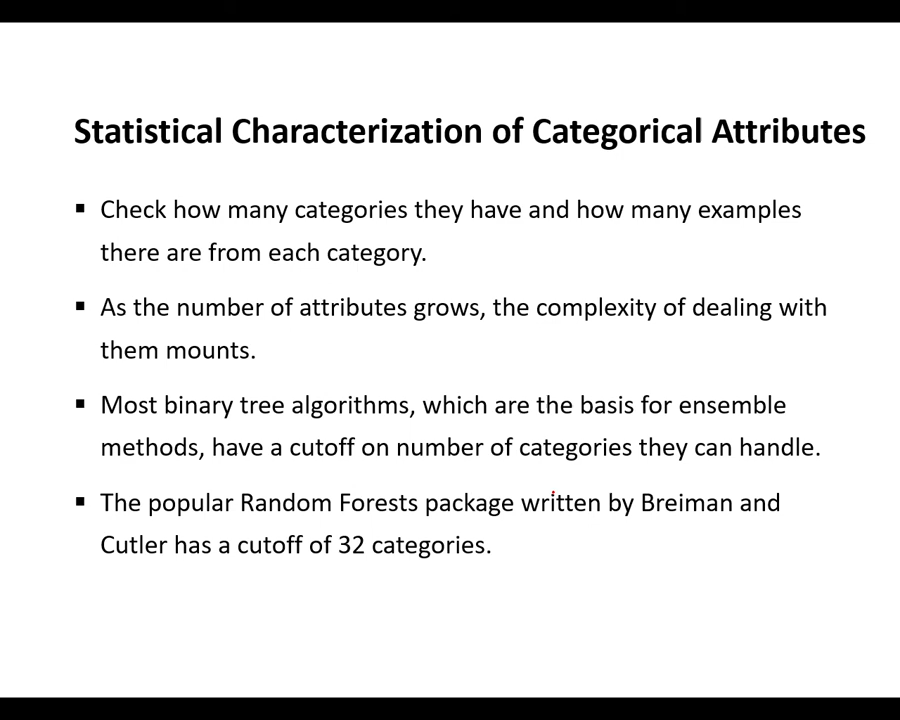 Statistical Characterization of Categorical Attributes
▪ Check how many categories they have and how many examples
there are from each category.
▪ As the number of attributes grows, the complexity of dealing with
them mounts.
▪ Most binary tree algorithms, which are the basis for ensemble
methods, have a cutoff on number of categories they can handle.
▪ The popular Random Forests package written by Breiman and
Cutler has a cutoff of 32 categories.